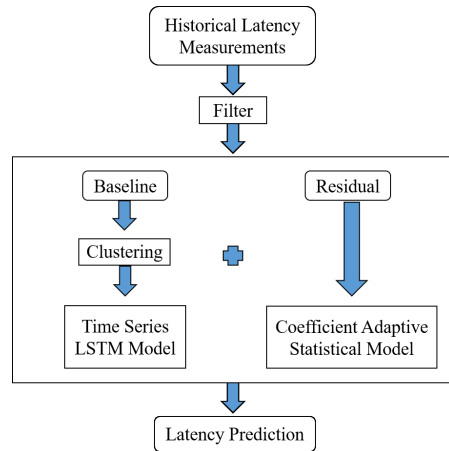 Historical Latency
Measurements
Filter
Baseline
Residual
Clustering
Time Series
LSTM Model
Coefficient Adaptive
Statistical Model
Latency Prediction